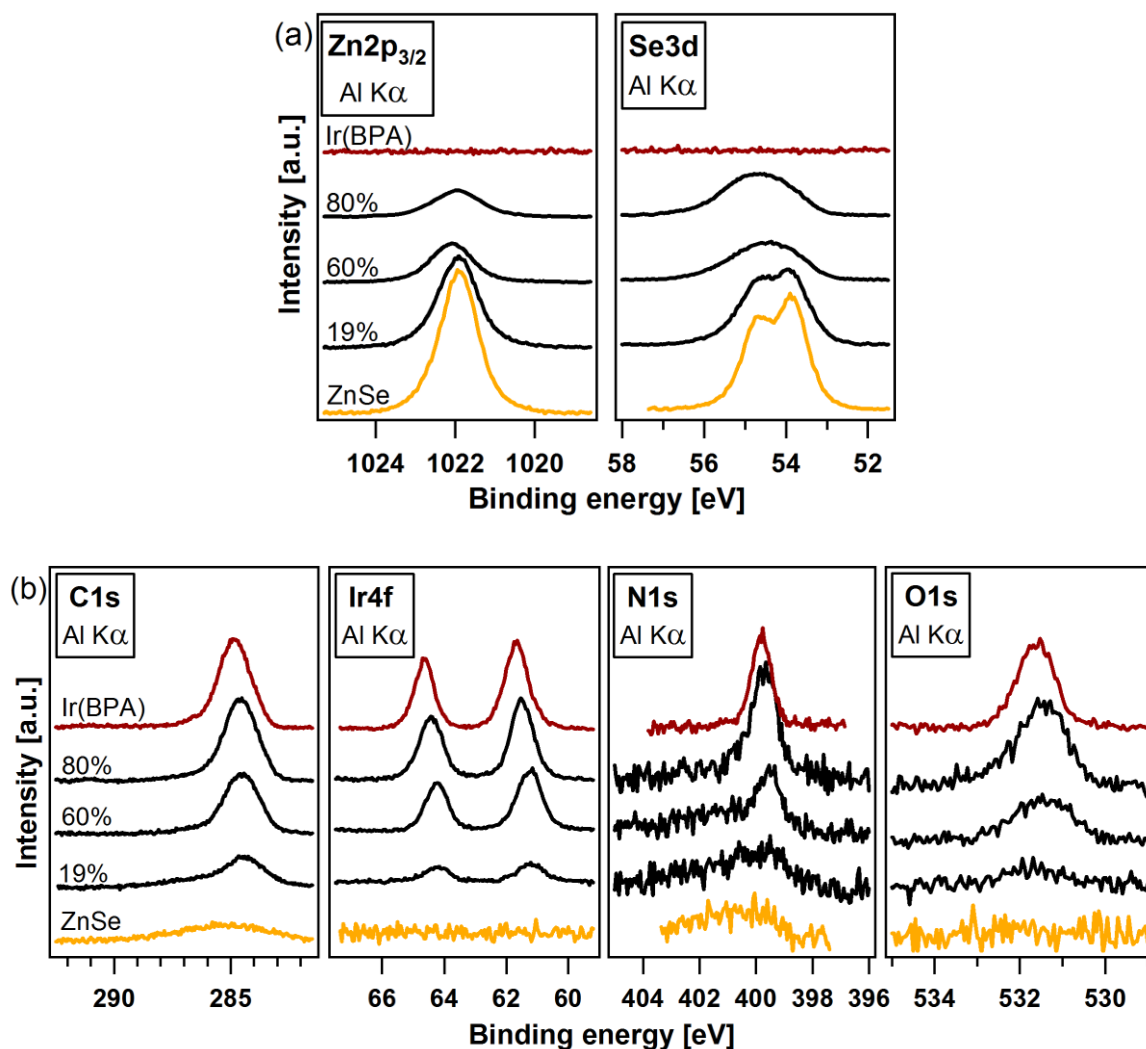 (a)
Zn2p3/2
Al Kα
Se3d
Al Kα
Intensity [a.u.]
Ir(BPA)
80%
60%
19%
ZnSe
1024 1022 1020
58 56 54 52
Binding energy [eV]
(b)
C1s
Al Kα
Ir4f
Al Kα
N1s
Al Kα
O1s
Al Kα
Intensity [a.u.]
Ir(BPA)
80%
60%
19%
ZnSe
290 285
66 64 62 60
404 402 400 398 396
534 532 530
Binding energy [eV]